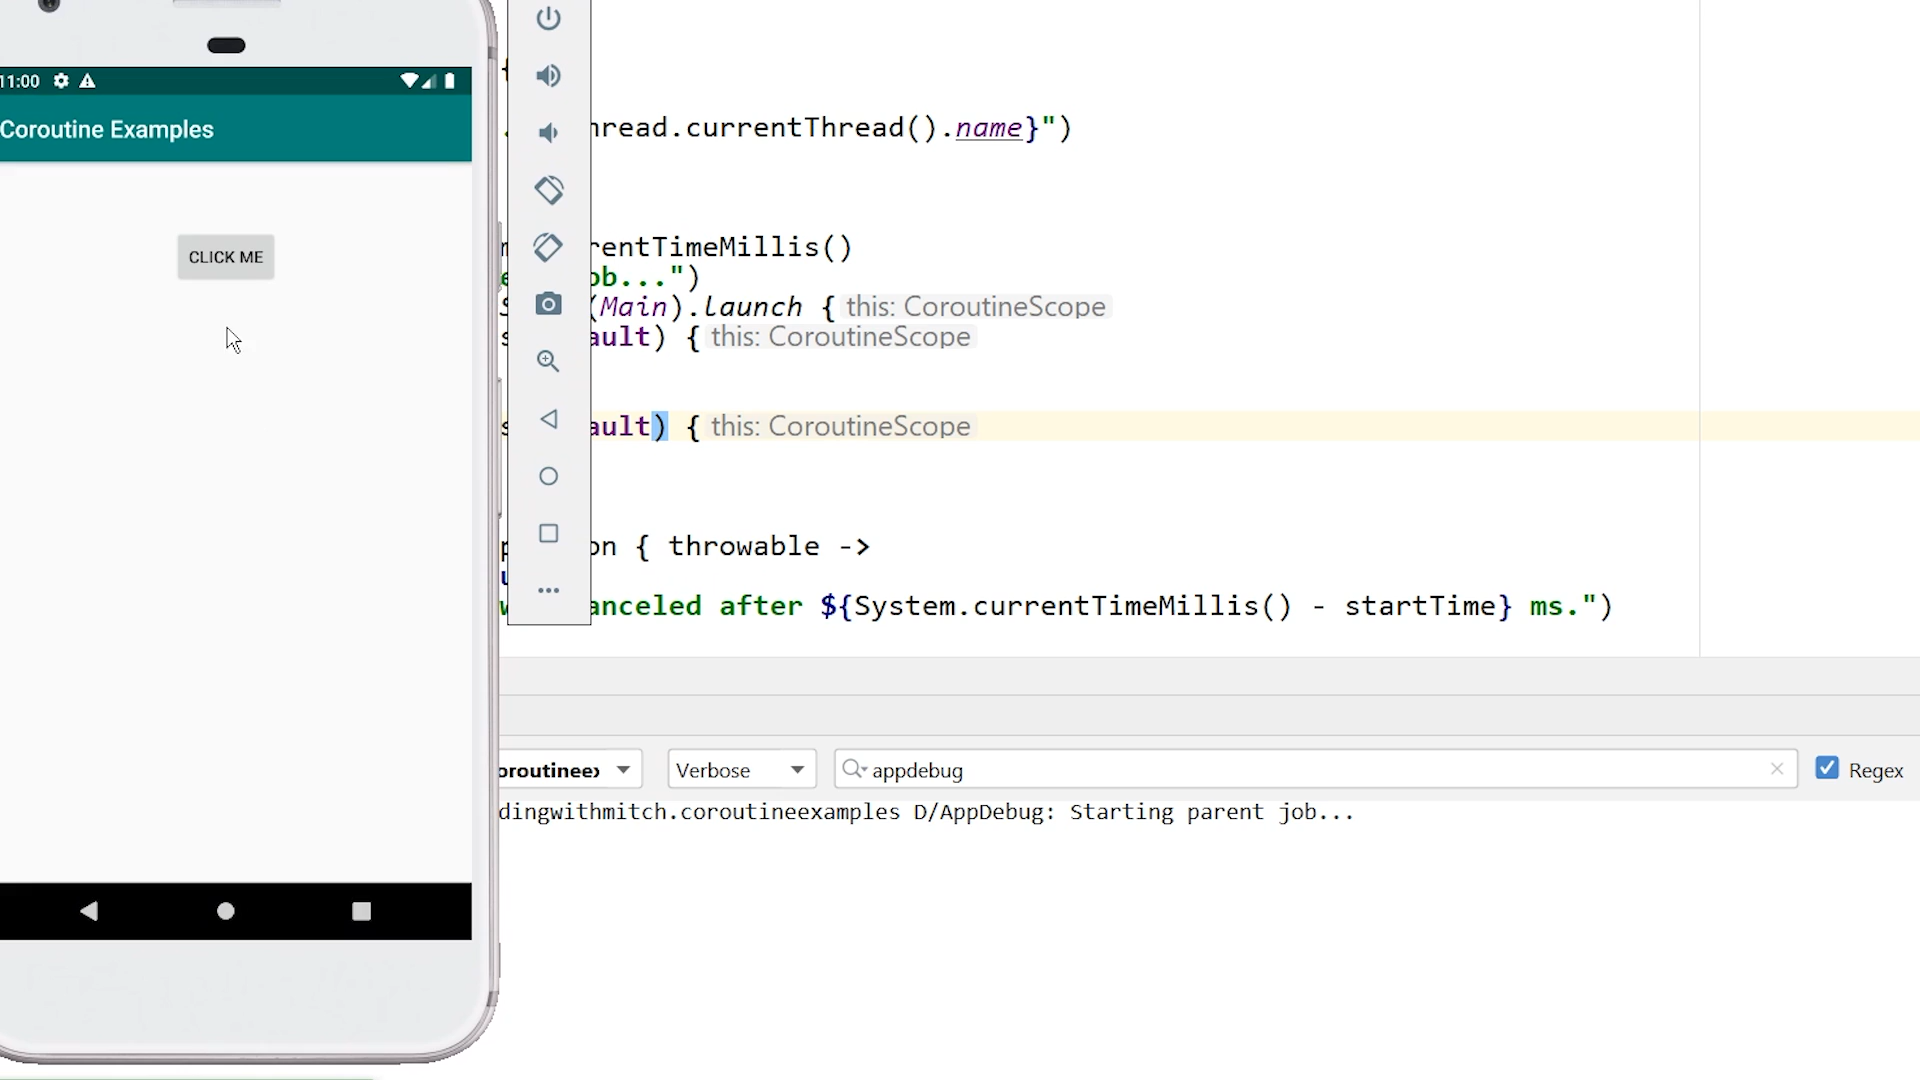 11:00
Coroutine Examples
CLICK ME
{
hread.currentThread().name}")
rentTimeMillis()
ob...")
(Main).launch { this: CoroutineScope
ault) { this: CoroutineScope
ault) { this: CoroutineScope
on { throwable ->
anceled after ${System.currentTimeMillis() - startTime} ms.")
oroutineex
Verbose
appdebug
Regex
dingwithmitch.coroutineexamples D/AppDebug: Starting parent job...